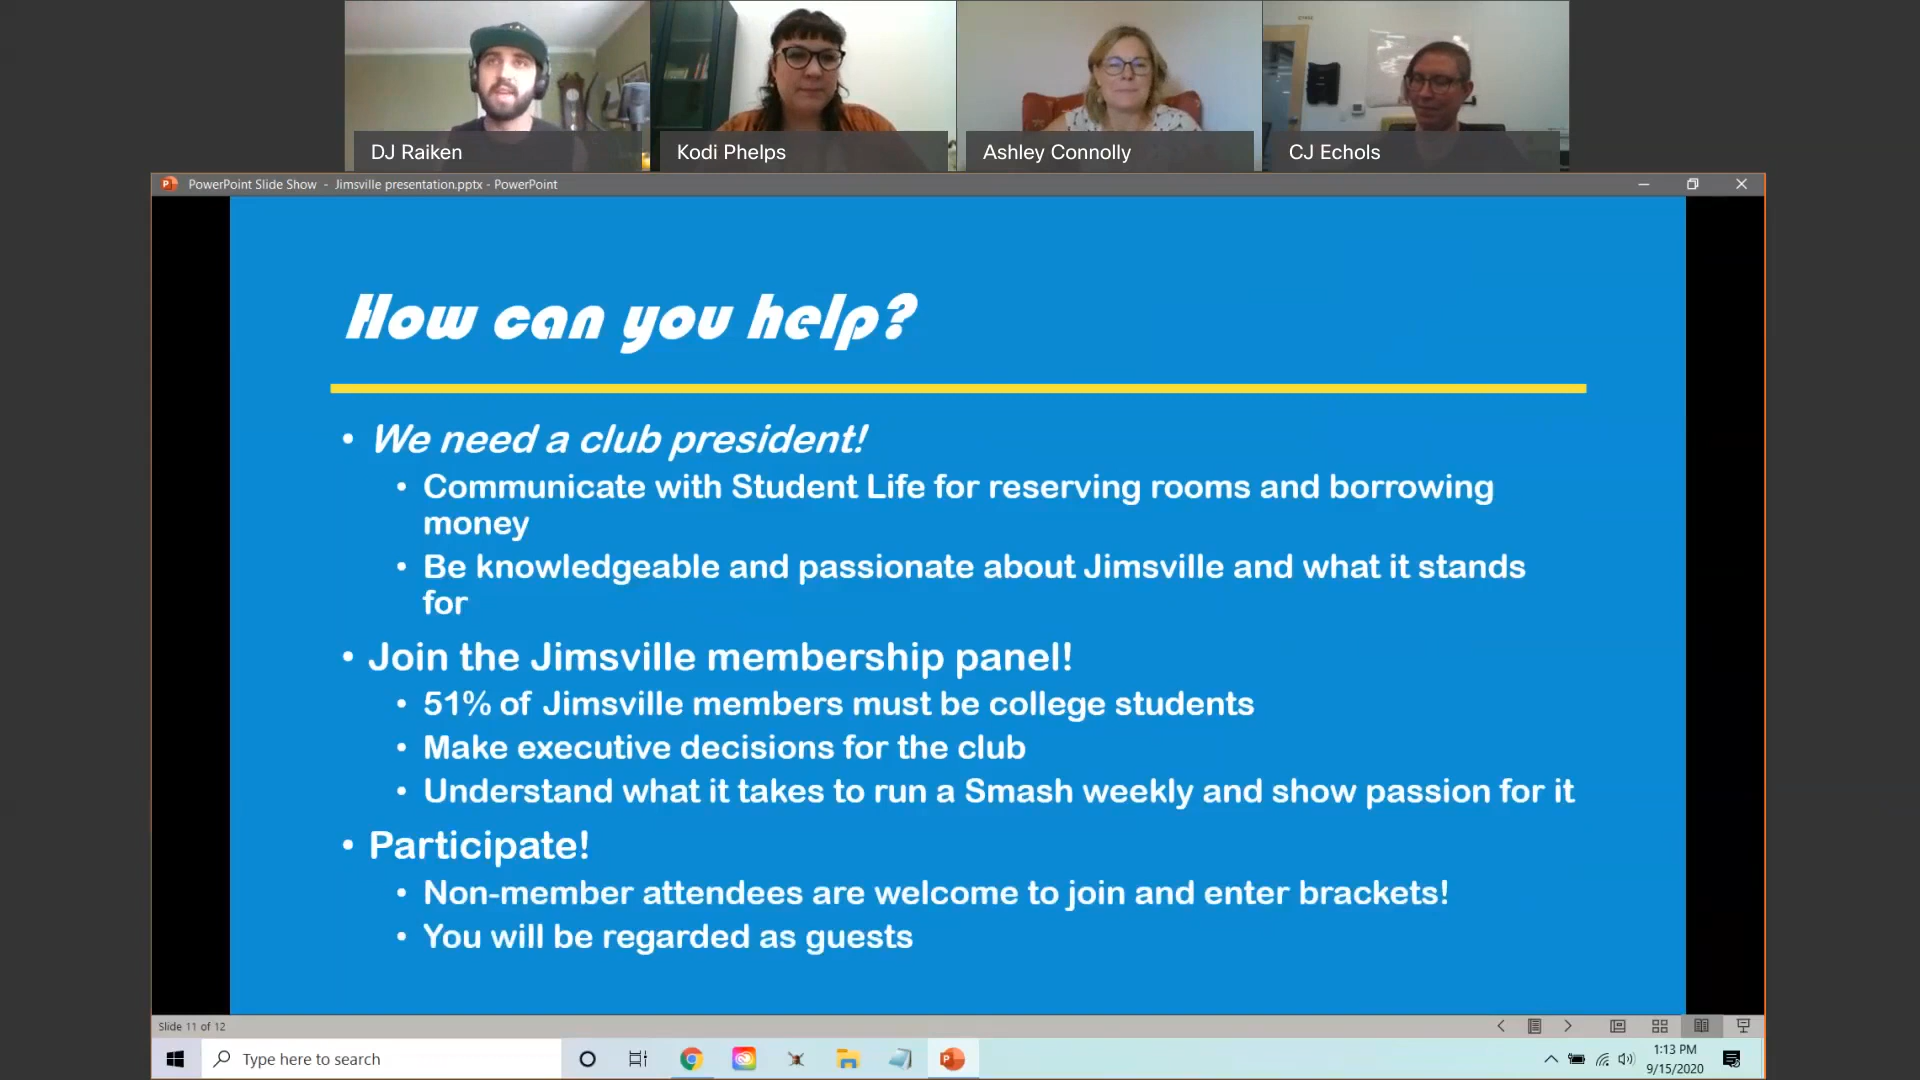 DJ Raiken
Kodi Phelps
Ashley Connolly
CJ Echols
PowerPoint Slide Show - Jimsville presentation.pptx - PowerPoint
How can you help?
• We need a club president!
• Communicate with Student Life for reserving rooms and borrowing
money
• Be knowledgeable and passionate about Jimsville and what it stands
for
• Join the Jimsville membership panel!
• 51% of Jimsville members must be college students
• Make executive decisions for the club
• Understand what it takes to run a Smash weekly and show passion for it
• Participate!
• Non-member attendees are welcome to join and enter brackets!
• You will be regarded as guests
Slide 11 of 12
Type here to search
1:13 PM
9/15/2020